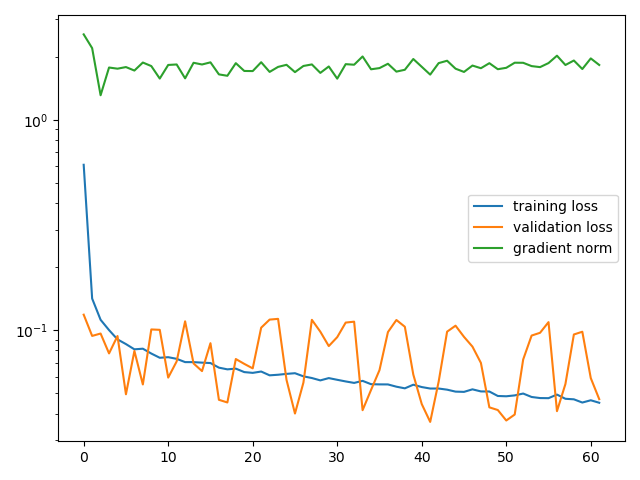 10⁰
10⁻¹
training loss
validation loss
gradient norm
0 10 20 30 40 50 60